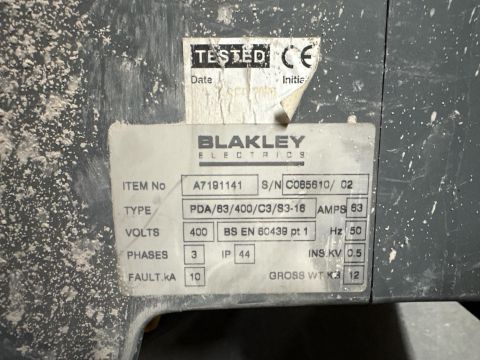 TESTED CE
Date Initia
BLAKLEY
ELECTRICS
ITEM No A7191141 S/N C085610/ 02
TYPE PDA/63/400/C3/S3-16 AMPS 63
VOLTS 400 BS EN 60439 pt 1 Hz 50
PHASES 3 IP 44 INS.KV 0.5
FAULT.kA 10 GROSS WT KG 12